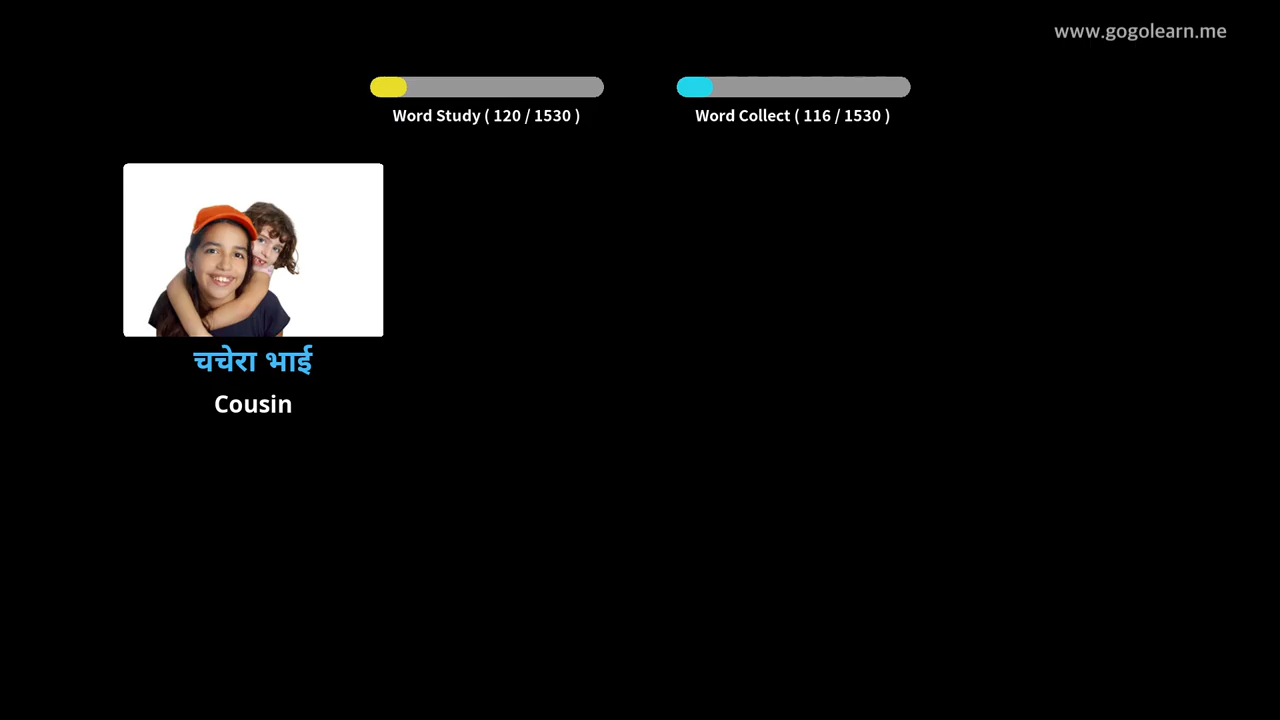 www.gogolearn.me
Word Study ( 120 / 1530 )
Word Collect ( 116 / 1530 )
चचेरा भाई
Cousin